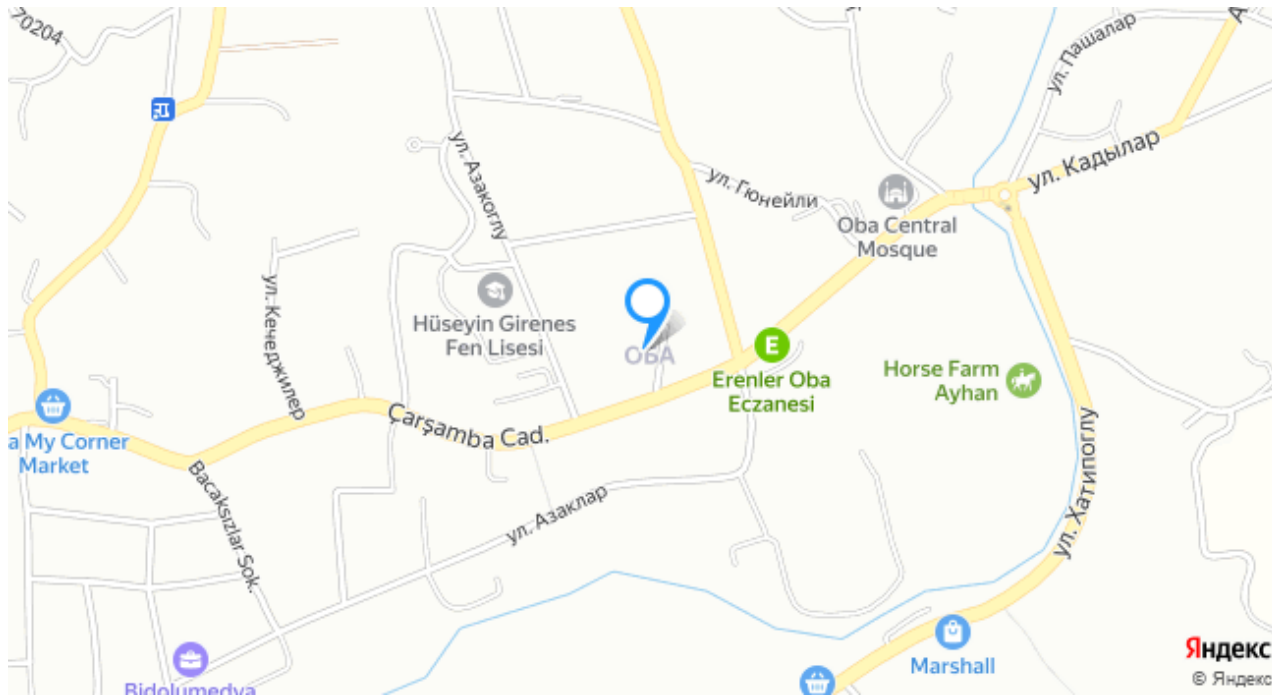 70204
ул. Пашалар
ул. Кадылар
ул. Азакоглу
ул. Гюнейли
Oba Central
Mosque
ул. Кечеджилер
Hüseyin Girenes
Fen Lisesi
ОБА
E
Erenler Oba
Eczanesi
Horse Farm
Ayhan
a My Corner
Market
Çarşamba Cad.
Bacaksızlar Sok.
ул. Азаклар
ул. Хатипоглу
Marshall
Bidolumedya
Яндекс
© Яндекс